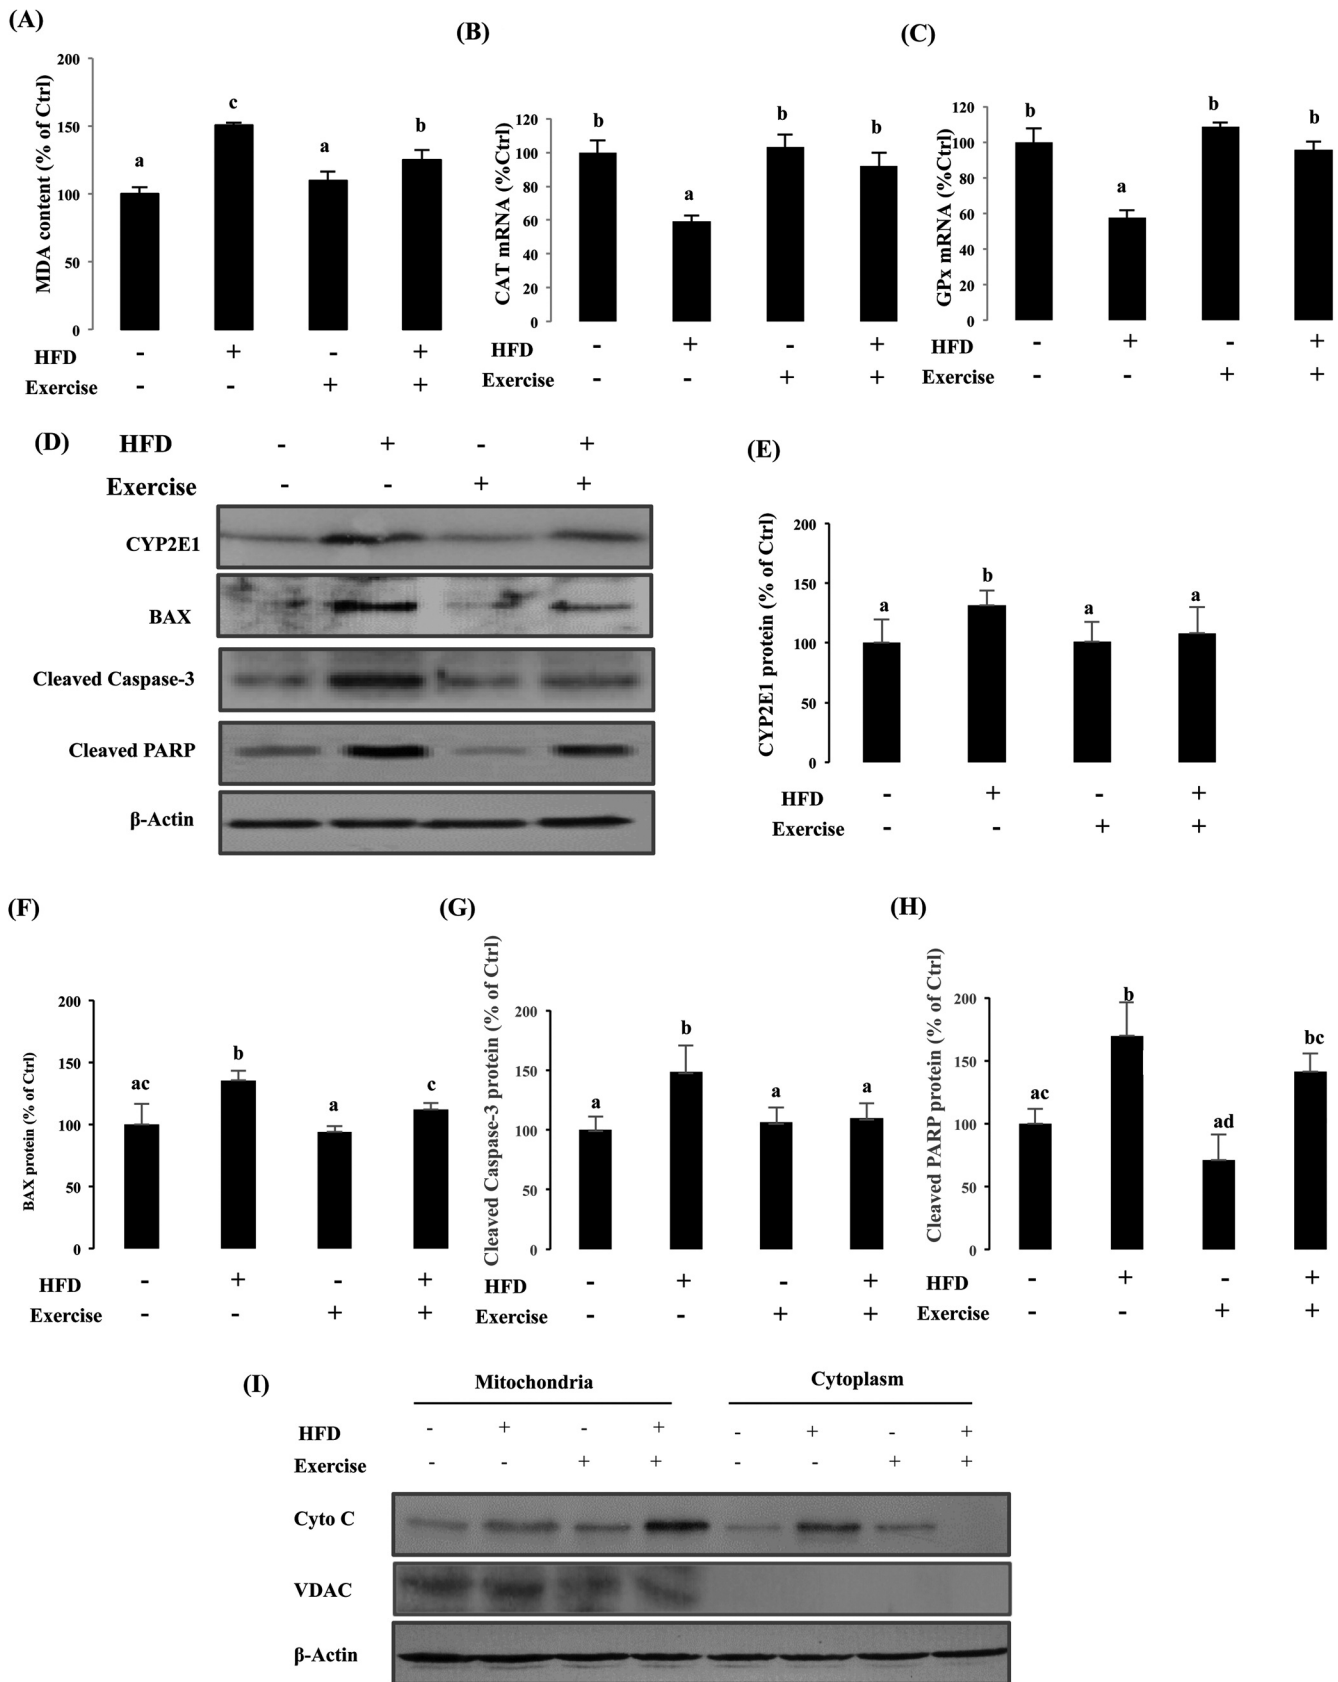 (A)
MDA content (% of Ctrl)
200
150
100
50
0
a
c
a
b
HFD - + - +
Exercise - - + +
(B)
CAT mRNA (%Ctrl)
120
100
80
60
40
20
0
b
a
b
b
HFD - + - +
Exercise - - + +
(C)
GPx mRNA (%Ctrl)
120
100
80
60
40
20
0
b
a
b
b
HFD - + - +
Exercise - - + +
(D)
HFD - + - +
Exercise - - + +
CYP2E1
BAX
Cleaved Caspase-3
Cleaved PARP
β-Actin
(E)
CYP2E1 protein (% of Ctrl)
200
150
100
50
0
a
b
a
a
HFD - + - +
Exercise - - + +
(F)
BAX protein (% of Ctrl)
200
150
100
50
0
ac
b
a
c
HFD - + - +
Exercise - - + +
(G)
Cleaved Caspase-3 protein (% of Ctrl)
200
150
100
50
0
a
b
a
a
HFD - + - +
Exercise - - + +
(H)
Cleaved PARP protein (% of Ctrl)
200
150
100
50
0
ac
b
ad
bc
HFD - + - +
Exercise - - + +
(I)
Mitochondria Cytoplasm
HFD - + - + - + - +
Exercise - - + + - - + +
Cyto C
VDAC
β-Actin